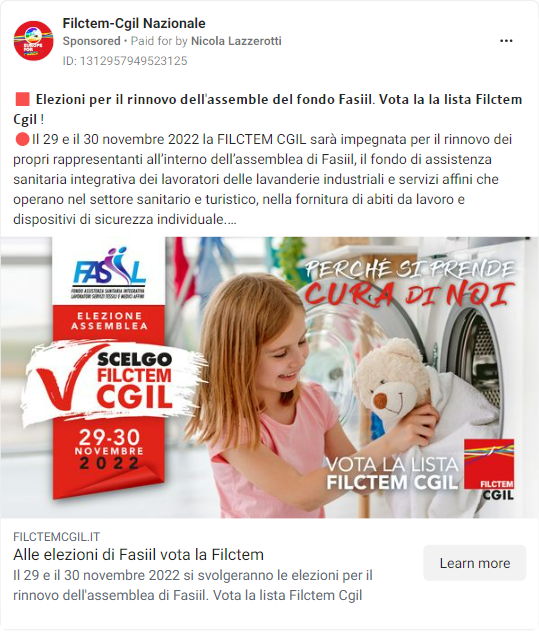 Filctem-Cgil Nazionale
Sponsored • Paid for by Nicola Lazzerotti
ID: 1312957949523125
🟥 Elezioni per il rinnovo dell'assemble del fondo Fasiil. Vota la la lista Filctem
Cgil !
🔴Il 29 e il 30 novembre 2022 la FILCTEM CGIL sarà impegnata per il rinnovo dei
propri rappresentanti all'interno dell'assemblea di Fasiil, il fondo di assistenza
sanitaria integrativa dei lavoratori delle lavanderie industriali e servizi affini che
operano nel settore sanitario e turistico, nella fornitura di abiti da lavoro e
dispositivi di sicurezza individuale....
FASIIL
FONDO ASSISTENZA SANITARIA INTEGRATIVA
LAVORATORI SERVIZI TESSILI E MEDICI AFFINI
ELEZIONE
ASSEMBLEA
SCELGO
FILCTEM
CGIL
29-30
NOVEMBRE
2022
PERCHÉ SI PRENDE
CURA DI NOI
VOTA LA LISTA
FILCTEM CGIL
FILCTEM
CGIL
FILCTEMCGIL.IT
Alle elezioni di Fasiil vota la Filctem
Il 29 e il 30 novembre 2022 si svolgeranno le elezioni per il
rinnovo dell'assemblea di Fasiil. Vota la lista Filctem Cgil
Learn more